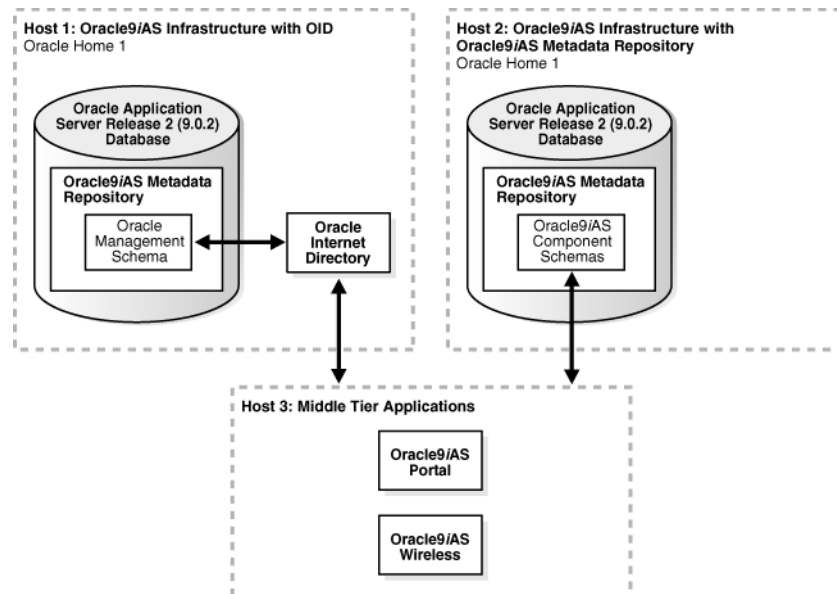 Host 1: Oracle9iAS Infrastructure with OID
Oracle Home 1
Oracle Application
Server Release 2 (9.0.2)
Database
Oracle9iAS Metadata
Repository
Oracle
Management
Schema
Oracle
Internet
Directory
Host 2: Oracle9iAS Infrastructure with
Oracle9iAS Metadata Repository
Oracle Home 1
Oracle Application
Server Release 2 (9.0.2)
Database
Oracle9iAS Metadata
Repository
Oracle9iAS
Component
Schemas
Host 3: Middle Tier Applications
Oracle9iAS
Portal
Oracle9iAS
Wireless